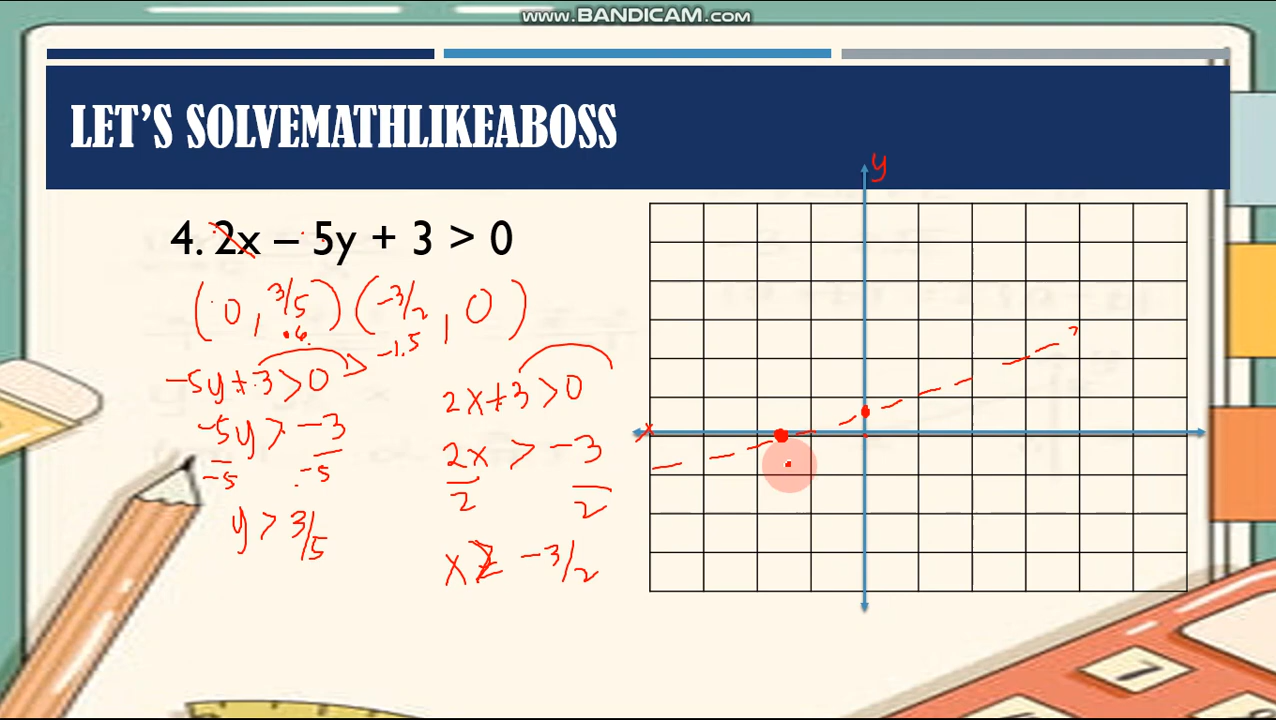 WWW.BANDICAM.COM
LET'S SOLVEMATHLIKEABOSS
4. 2x – 5y + 3 > 0
(0, 3/5) (-3/2, 0)
.6 -1.5
-5y + 3 > 0
-5y > -3
-5 -5
y > 3/5
2x + 3 > 0
2x > -3
2 2
x > -3/2
y
x
7